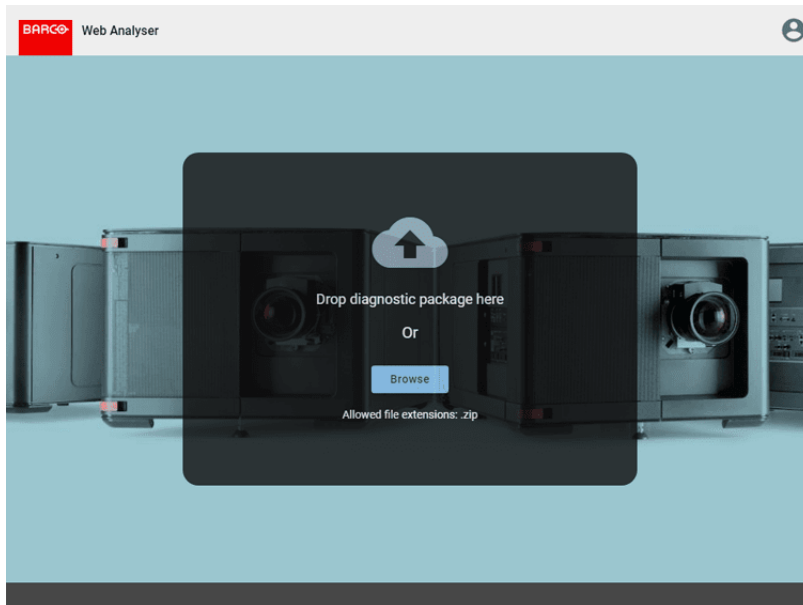 BARCO
Web Analyser
Drop diagnostic package here
Or
Browse
Allowed file extensions: .zip